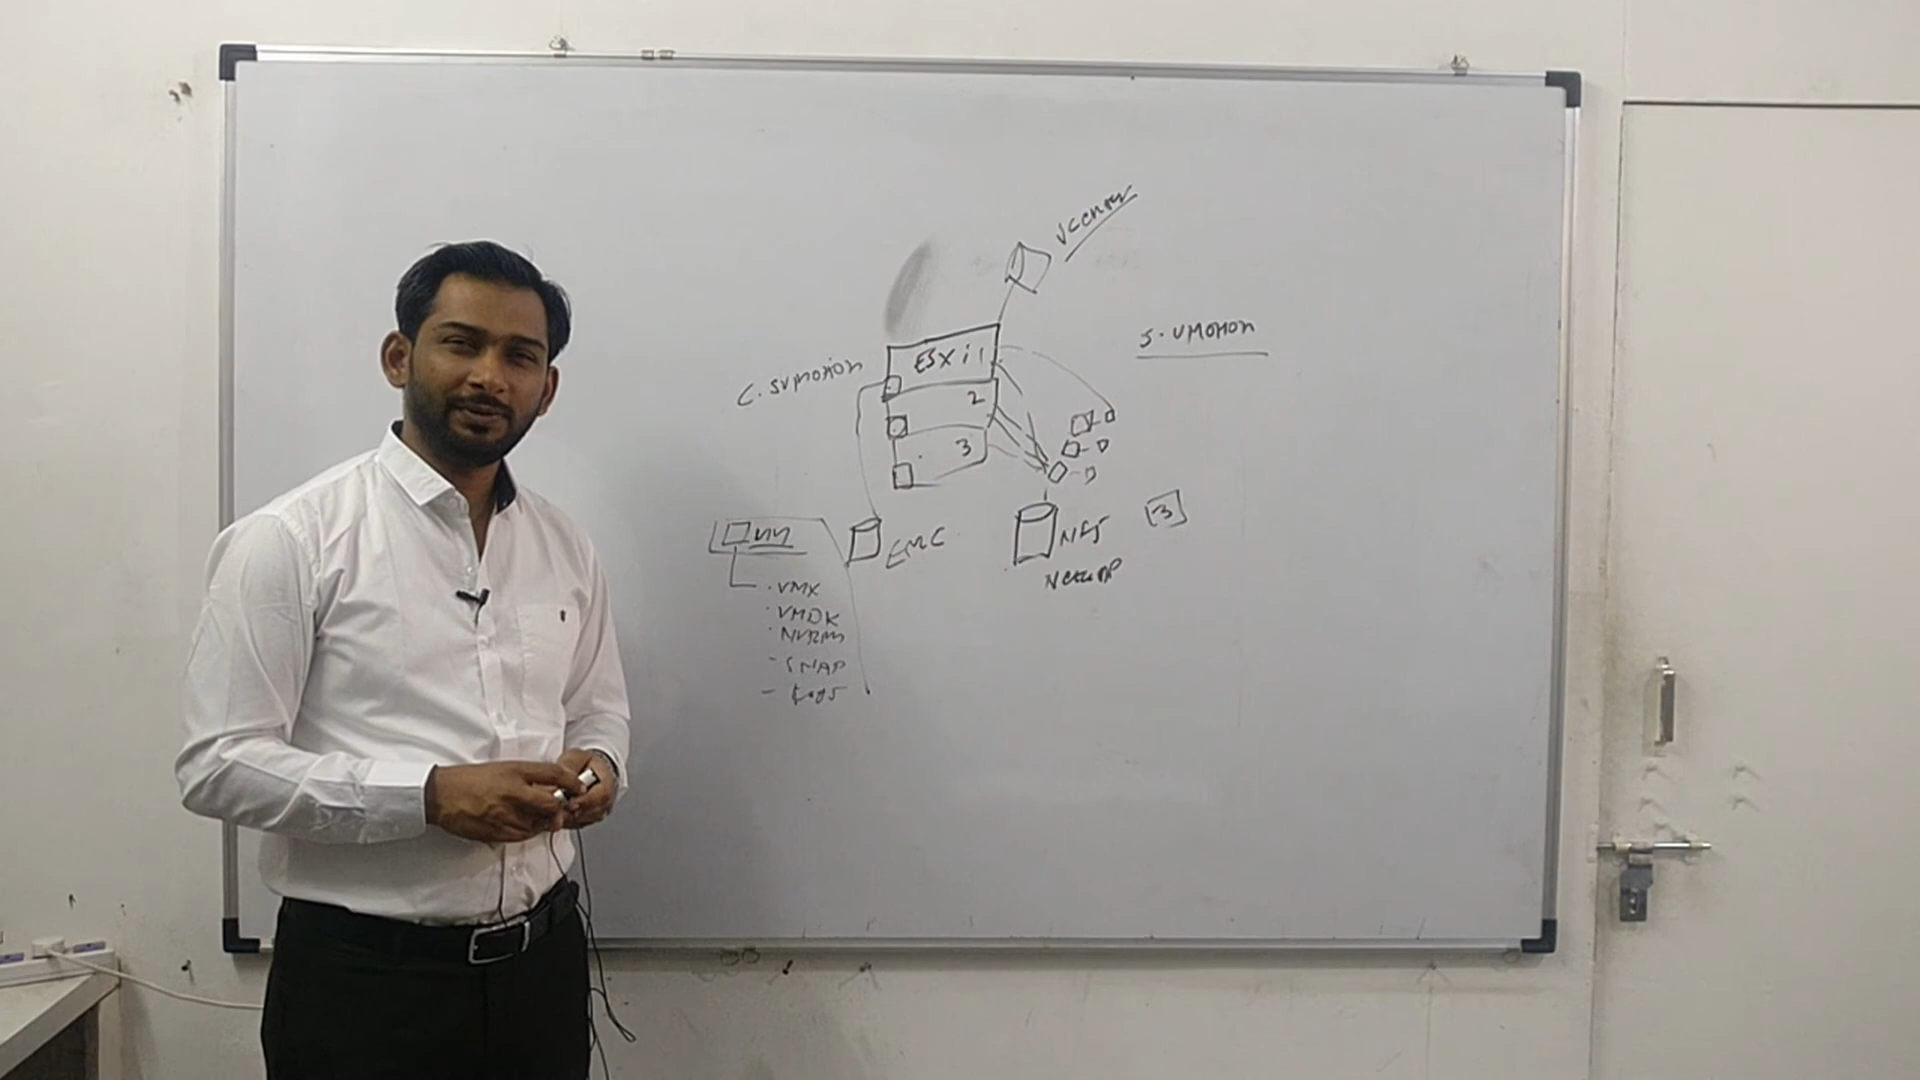 vcenter
S. vmotion
C. SVMOTION
ESXi 1
2
3
EMC
NFS
[3]
Netapp
VM
.VMX
.VMDK
.NVRAM
- SNAP
- Logs